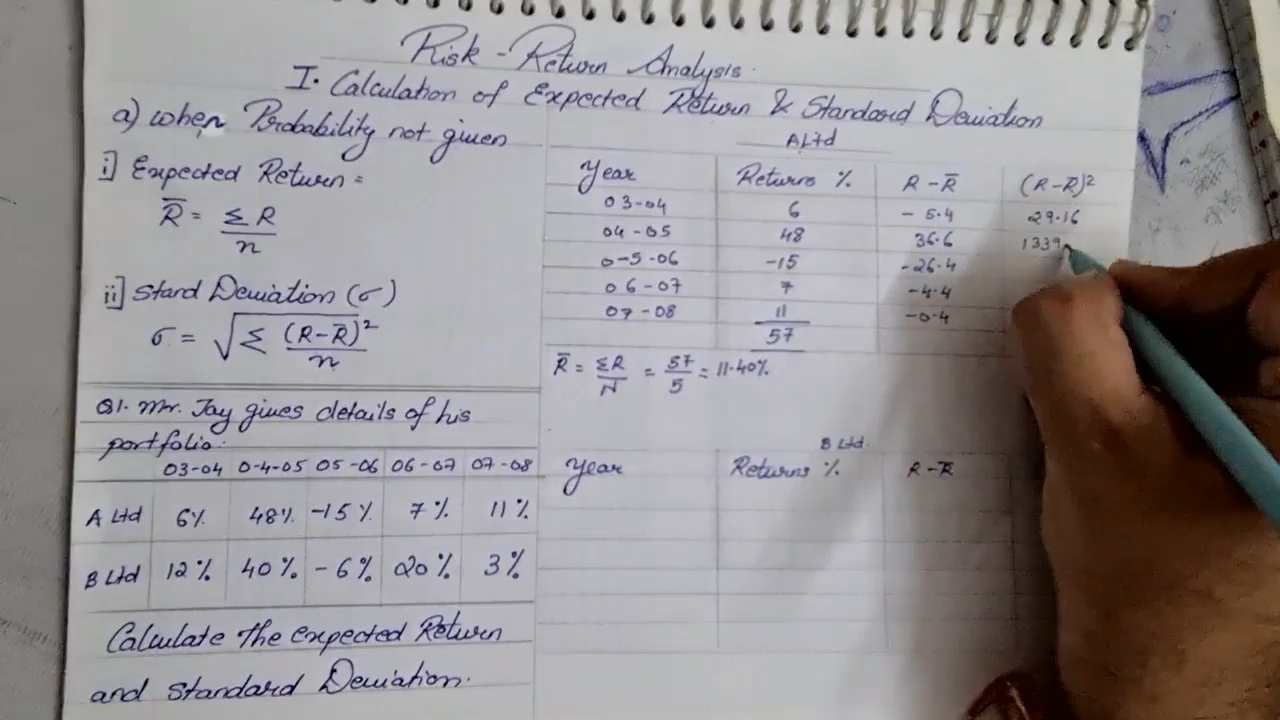 Risk - Return Analysis.
I. Calculation of Expected Return & Standard Deviation
a) when Probability not given
i] Expected Return =
R̄ = ΣR / n
ii] Stard Deviation (σ)
σ = √Σ (R-R̄)² / n
Q1. Mr. Jay gives details of his
portfolio:
03-04 0-4-05 05-06 06-07 07-08
A Ltd 6% 48% -15% 7% 11%
B Ltd 12% 40% -6% 20% 3%
Calculate the expected Return
and standard Deviation.
A Ltd
Year Returns % R-R̄ (R-R̄)²
03-04 6 -5.4 29.16
04-05 48 36.6 1339
0-5-06 -15 -26.4
06-07 7 -4.4
07-08 11 -0.4
57
R̄ = ΣR / N = 57 / 5 = 11.40%
B Ltd.
Year Returns % R-R̄